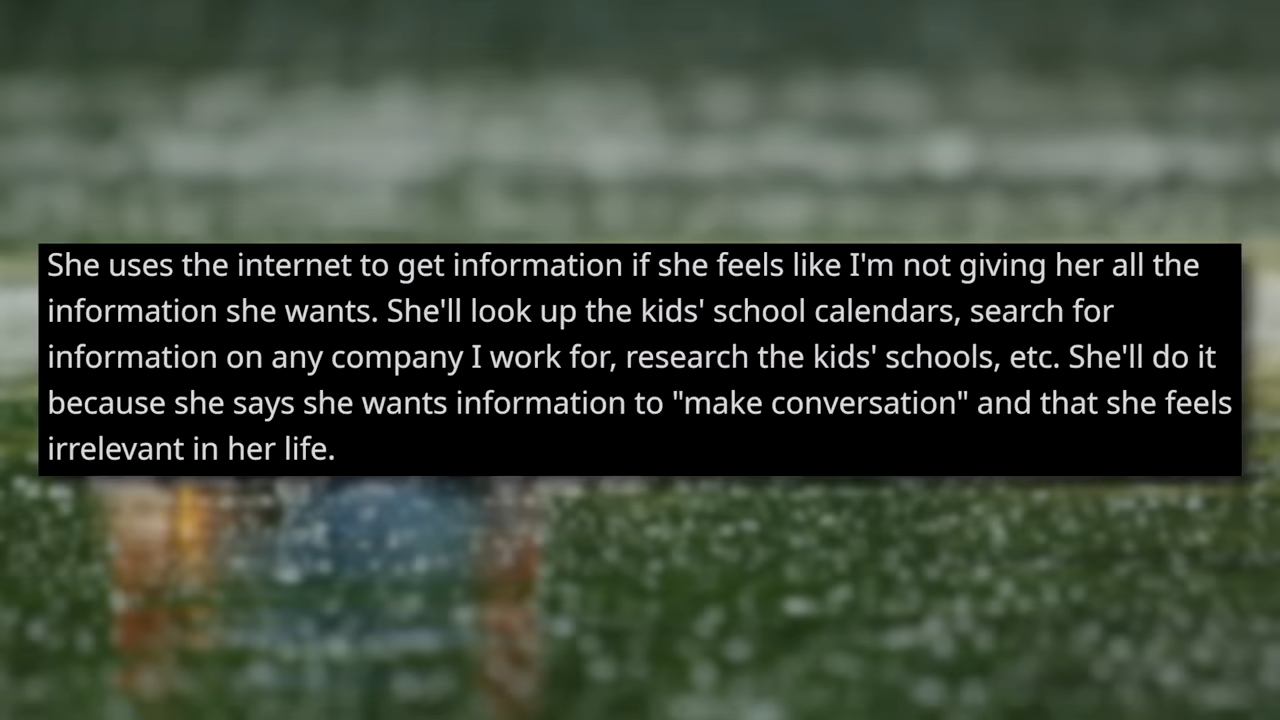 She uses the internet to get information if she feels like I'm not giving her all the
information she wants. She'll look up the kids' school calendars, search for
information on any company I work for, research the kids' schools, etc. She'll do it
because she says she wants information to "make conversation" and that she feels
irrelevant in her life.